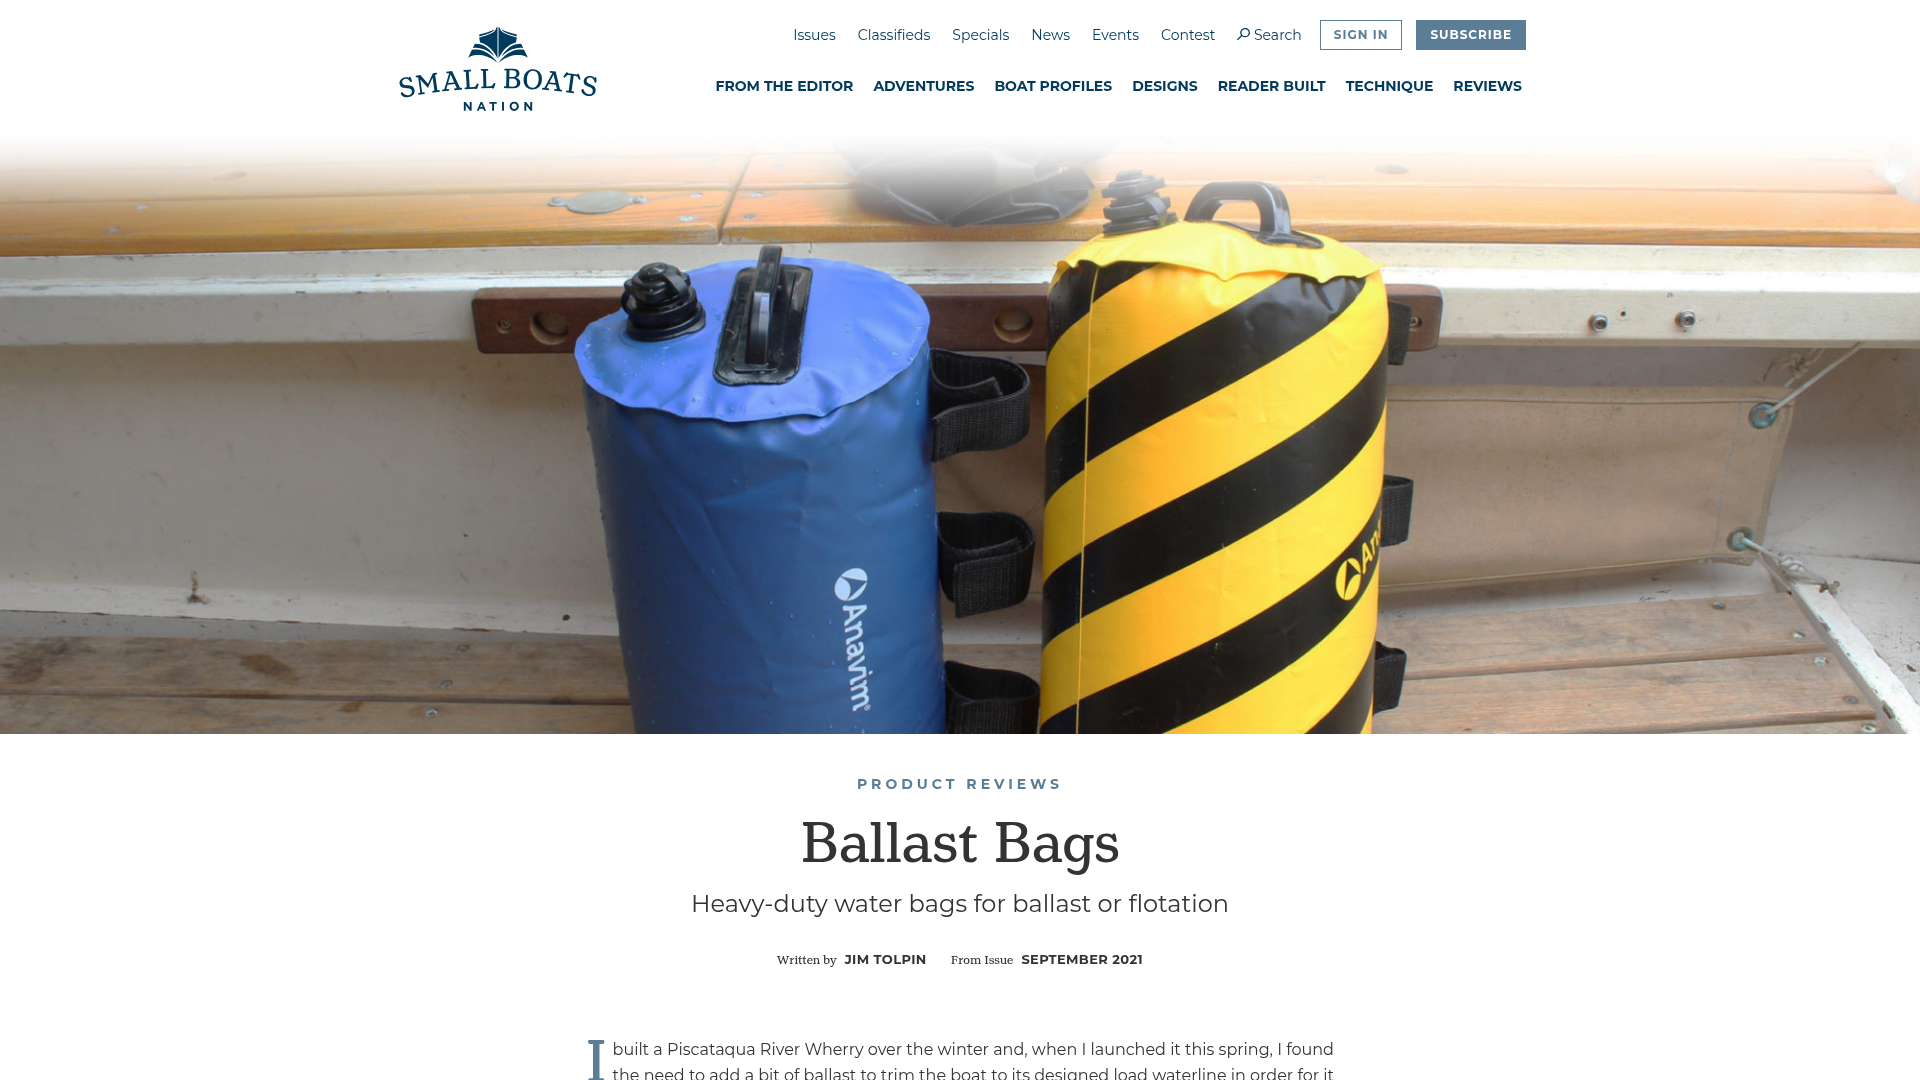 Issues Classifieds Specials News Events Contest Search SIGN IN SUBSCRIBE
SMALL BOATS
NATION
FROM THE EDITOR ADVENTURES BOAT PROFILES DESIGNS READER BUILT TECHNIQUE REVIEWS
Anavim
An
PRODUCT REVIEWS
Ballast Bags
Heavy-duty water bags for ballast or flotation
Written by JIM TOLPIN From Issue SEPTEMBER 2021
I built a Piscataqua River Wherry over the winter and, when I launched it this spring, I found
the need to add a bit of ballast to trim the boat to its designed load waterline in order for it